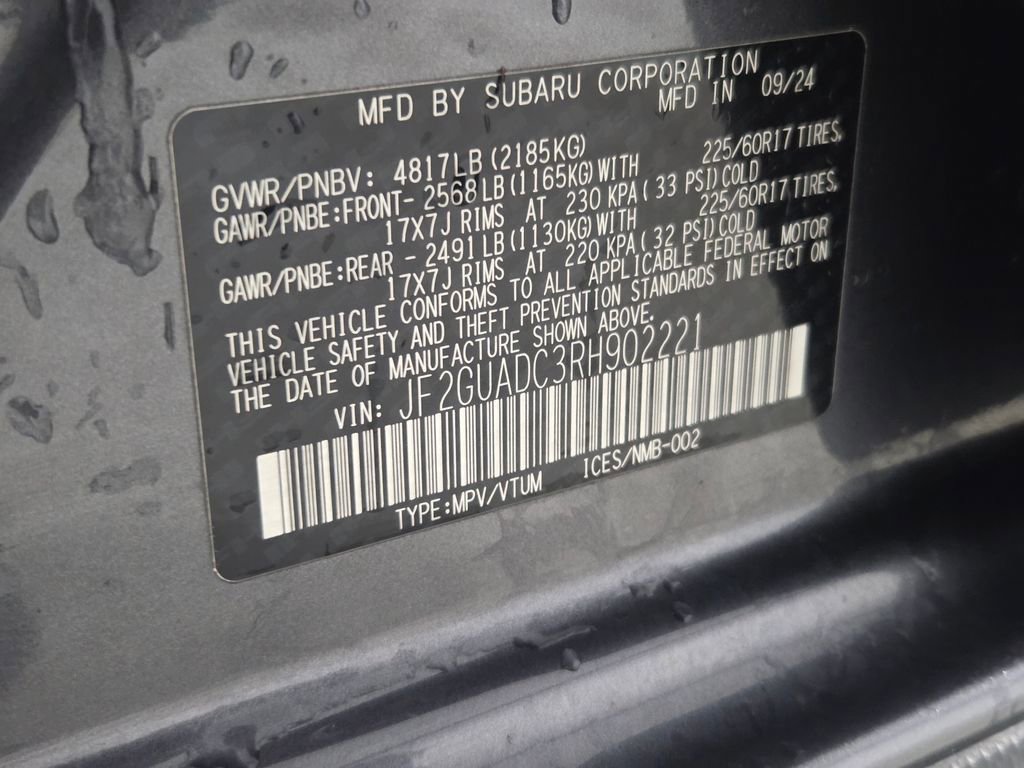 MFD BY SUBARU CORPORATION
MFD IN 09/24
GVWR/PNBV: 4817LB(2185KG)
GAWR/PNBE:FRONT- 2568LB(1165KG)WITH 225/60R17 TIRES,
17X7J RIMS AT 230 KPA(33 PSI)COLD
GAWR/PNBE:REAR - 2491LB(1130KG)WITH 225/60R17 TIRES,
17X7J RIMS AT 220 KPA(32 PSI)COLD
THIS VEHICLE CONFORMS TO ALL APPLICABLE FEDERAL MOTOR
VEHICLE SAFETY AND THEFT PREVENTION STANDARDS IN EFFECT ON
THE DATE OF MANUFACTURE SHOWN ABOVE.
VIN: JF2GUADC3RH902221
TYPE:MPV/VTUM ICES/NMB-002